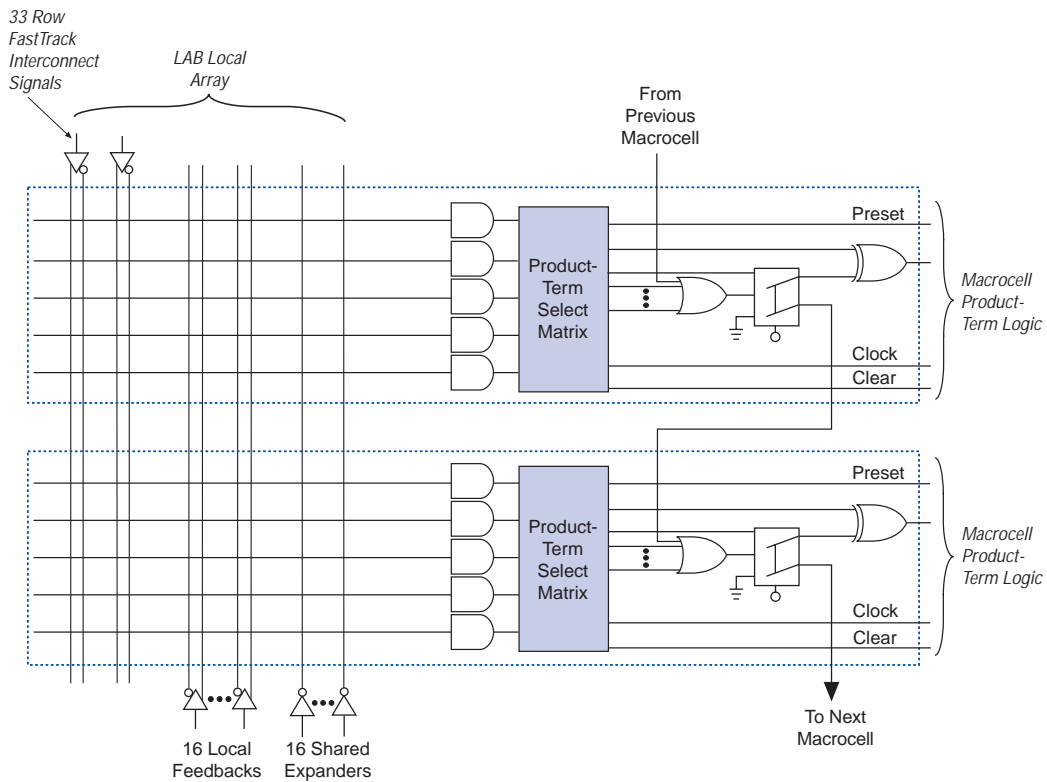 33 Row
FastTrack
Interconnect
Signals
LAB Local
Array
From
Previous
Macrocell
Product-
Term
Select
Matrix
Preset
Clock
Clear
Macrocell
Product-
Term Logic
Product-
Term
Select
Matrix
Preset
Clock
Clear
Macrocell
Product-
Term Logic
16 Local
Feedbacks
16 Shared
Expanders
To Next
Macrocell